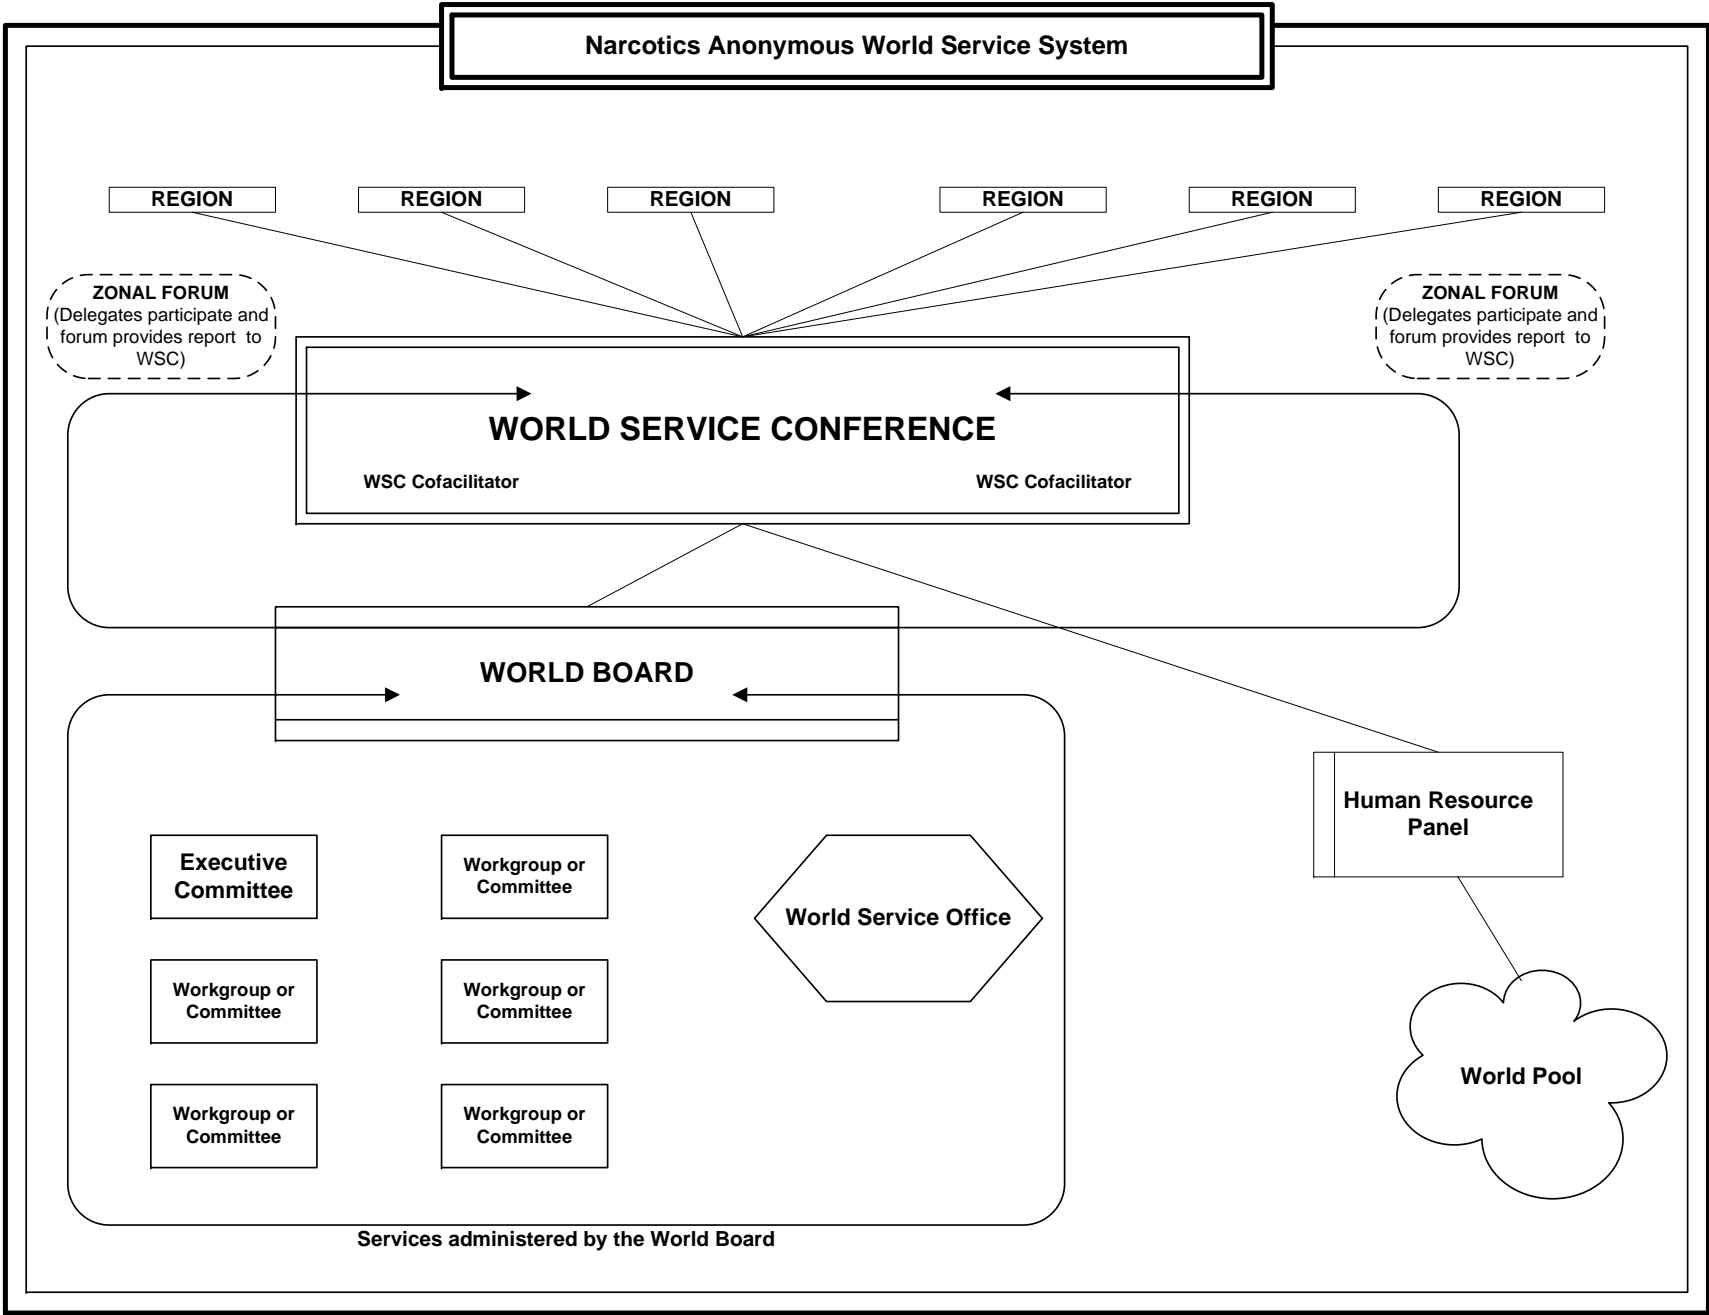 Narcotics Anonymous World Service System
REGION
REGION
REGION
REGION
REGION
REGION
ZONAL FORUM
(Delegates participate and
forum provides report to
WSC)
ZONAL FORUM
(Delegates participate and
forum provides report to
WSC)
WORLD SERVICE CONFERENCE
WSC Cofacilitator
WSC Cofacilitator
WORLD BOARD
Human Resource
Panel
Executive
Committee
Workgroup or
Committee
World Service Office
Workgroup or
Committee
Workgroup or
Committee
World Pool
Workgroup or
Committee
Workgroup or
Committee
Services administered by the World Board